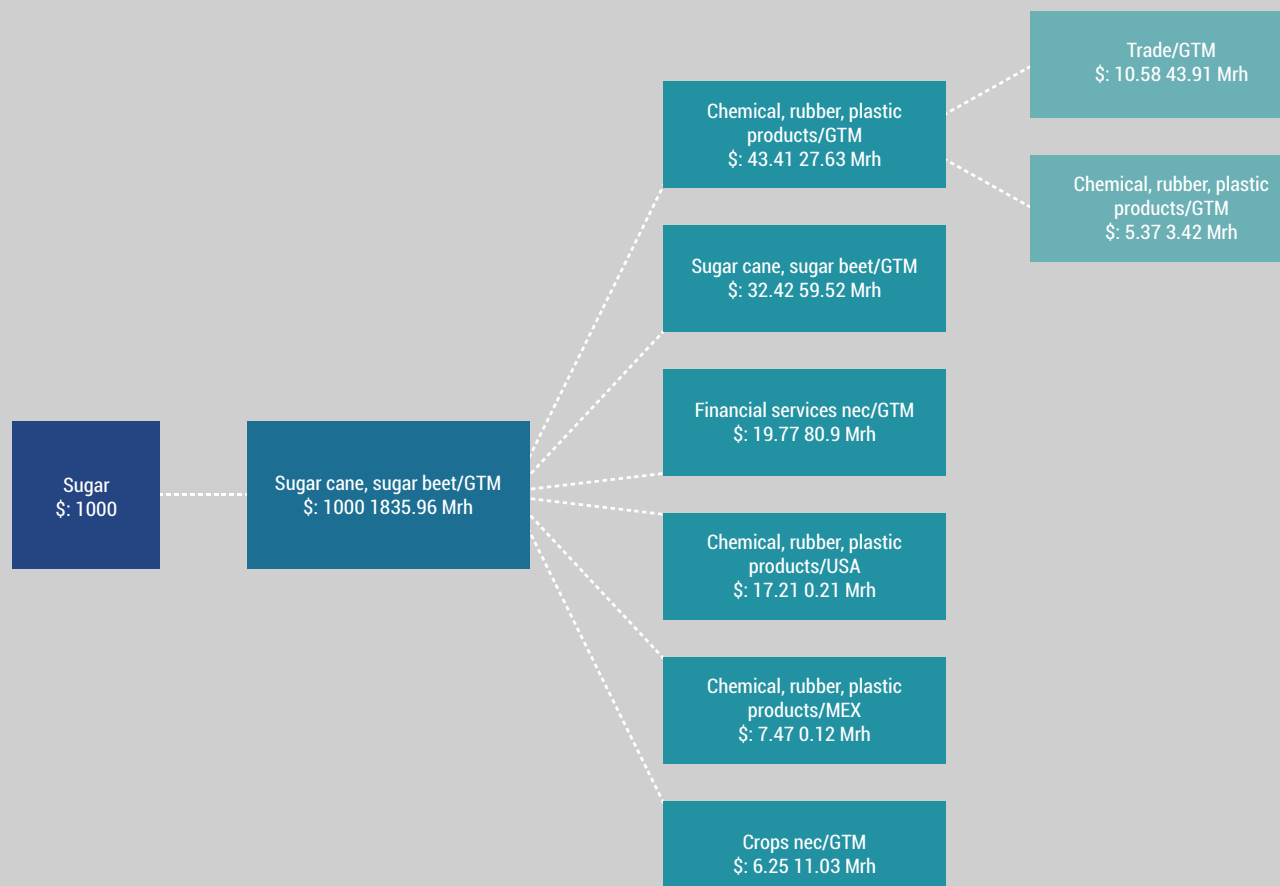 Sugar
$: 1000
Sugar cane, sugar beet/GTM
$: 1000 1835.96 Mrh
Chemical, rubber, plastic
products/GTM
$: 43.41 27.63 Mrh
Sugar cane, sugar beet/GTM
$: 32.42 59.52 Mrh
Financial services nec/GTM
$: 19.77 80.9 Mrh
Chemical, rubber, plastic
products/USA
$: 17.21 0.21 Mrh
Chemical, rubber, plastic
products/MEX
$: 7.47 0.12 Mrh
Crops nec/GTM
$: 6.25 11.03 Mrh
Trade/GTM
$: 10.58 43.91 Mrh
Chemical, rubber, plastic
products/GTM
$: 5.37 3.42 Mrh